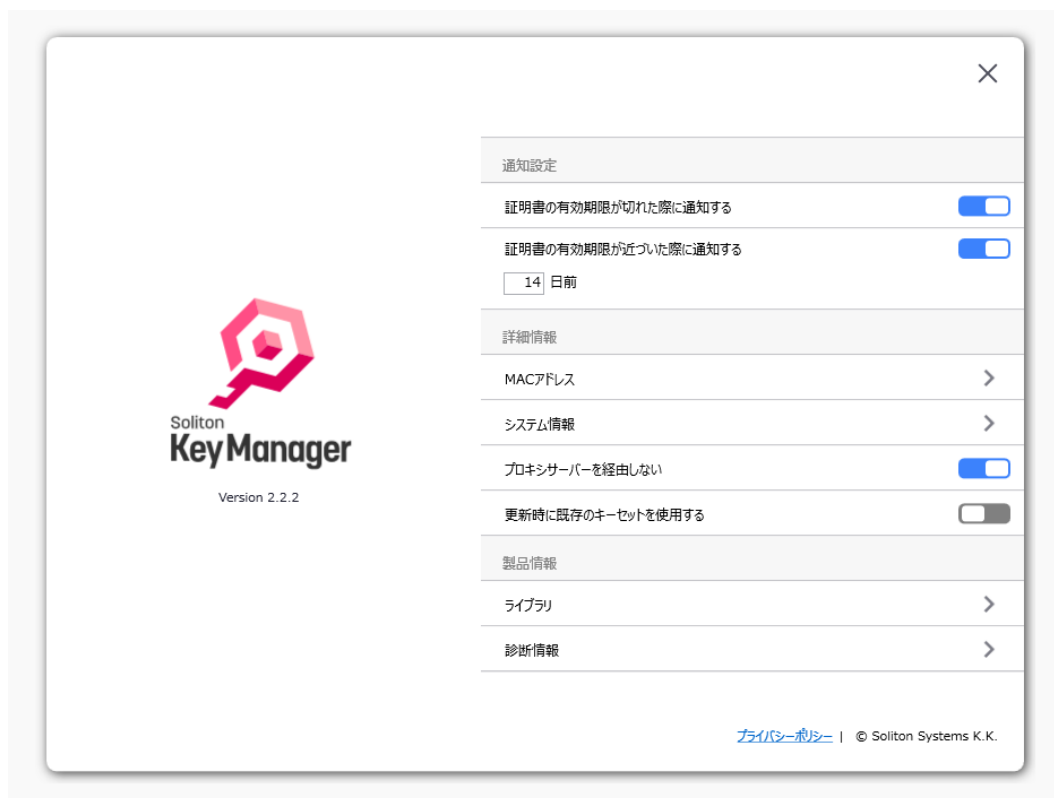 通知設定
証明書の有効期限が切れた際に通知する
証明書の有効期限が近づいた際に通知する
14 日前
詳細情報
MACアドレス
システム情報
プロキシサーバーを経由しない
更新時に既存のキーセットを使用する
製品情報
ライブラリ
診断情報
Soliton
KeyManager
Version 2.2.2
プライバシーポリシー | © Soliton Systems K.K.